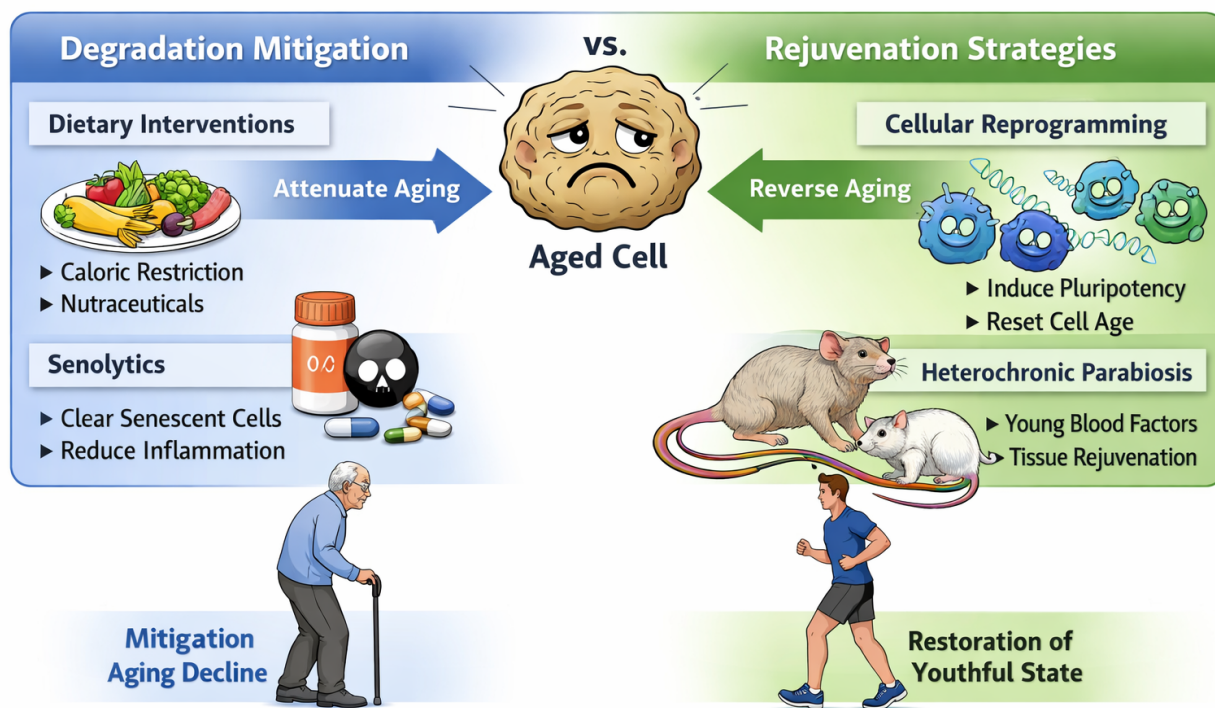 Degradation Mitigation
vs.
Rejuvenation Strategies
Dietary Interventions
Attenuate Aging
▸ Caloric Restriction
▸ Nutraceuticals
Senolytics
▸ Clear Senescent Cells
▸ Reduce Inflammation
Aged Cell
Cellular Reprogramming
Reverse Aging
▸ Induce Pluripotency
▸ Reset Cell Age
Heterochronic Parabiosis
▸ Young Blood Factors
▸ Tissue Rejuvenation
Mitigation
Aging Decline
Restoration of
Youthful State